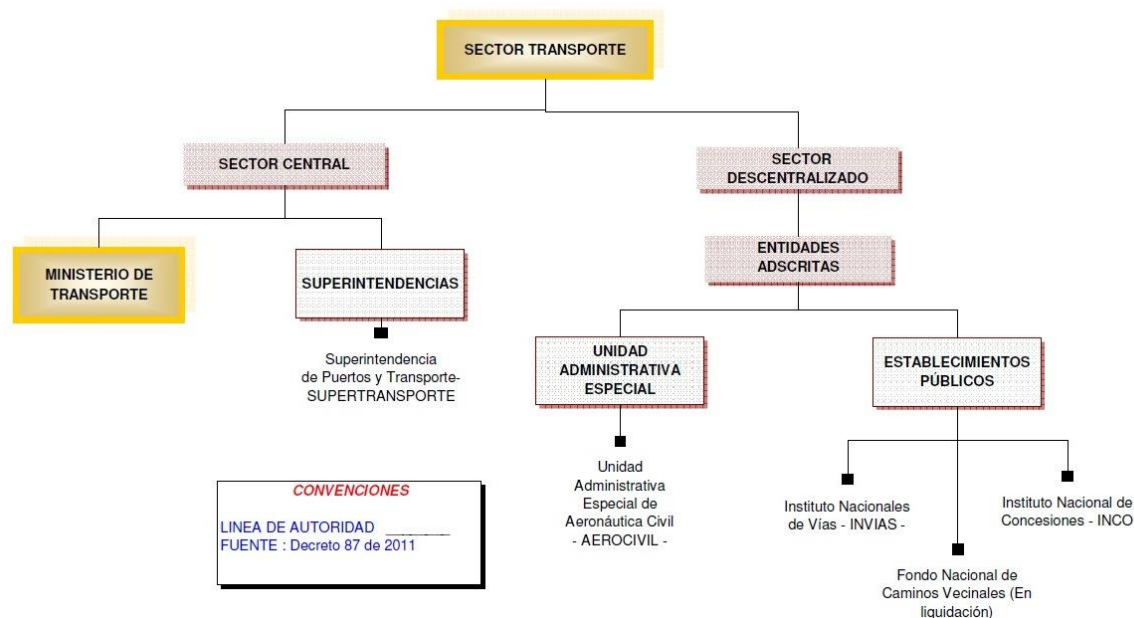 SECTOR TRANSPORTE
SECTOR CENTRAL
SECTOR
DESCENTRALIZADO
MINISTERIO DE
TRANSPORTE
SUPERINTENDENCIAS
ENTIDADES
ADSCRITAS
Superintendencia
de Puertos y Transporte-
SUPERTRANSPORTE
UNIDAD
ADMINISTRATIVA
ESPECIAL
ESTABLECIMIENTOS
PÚBLICOS
Unidad
Administrativa
Especial de
Aeronáutica Civil
- AEROCIVIL -
Instituto Nacionales
de Vías - INVIAS -
Instituto Nacional de
Concesiones - INCO
Fondo Nacional de
Caminos Vecinales (En
liquidación)
CONVENCIONES
LINEA DE AUTORIDAD ________
FUENTE : Decreto 87 de 2011